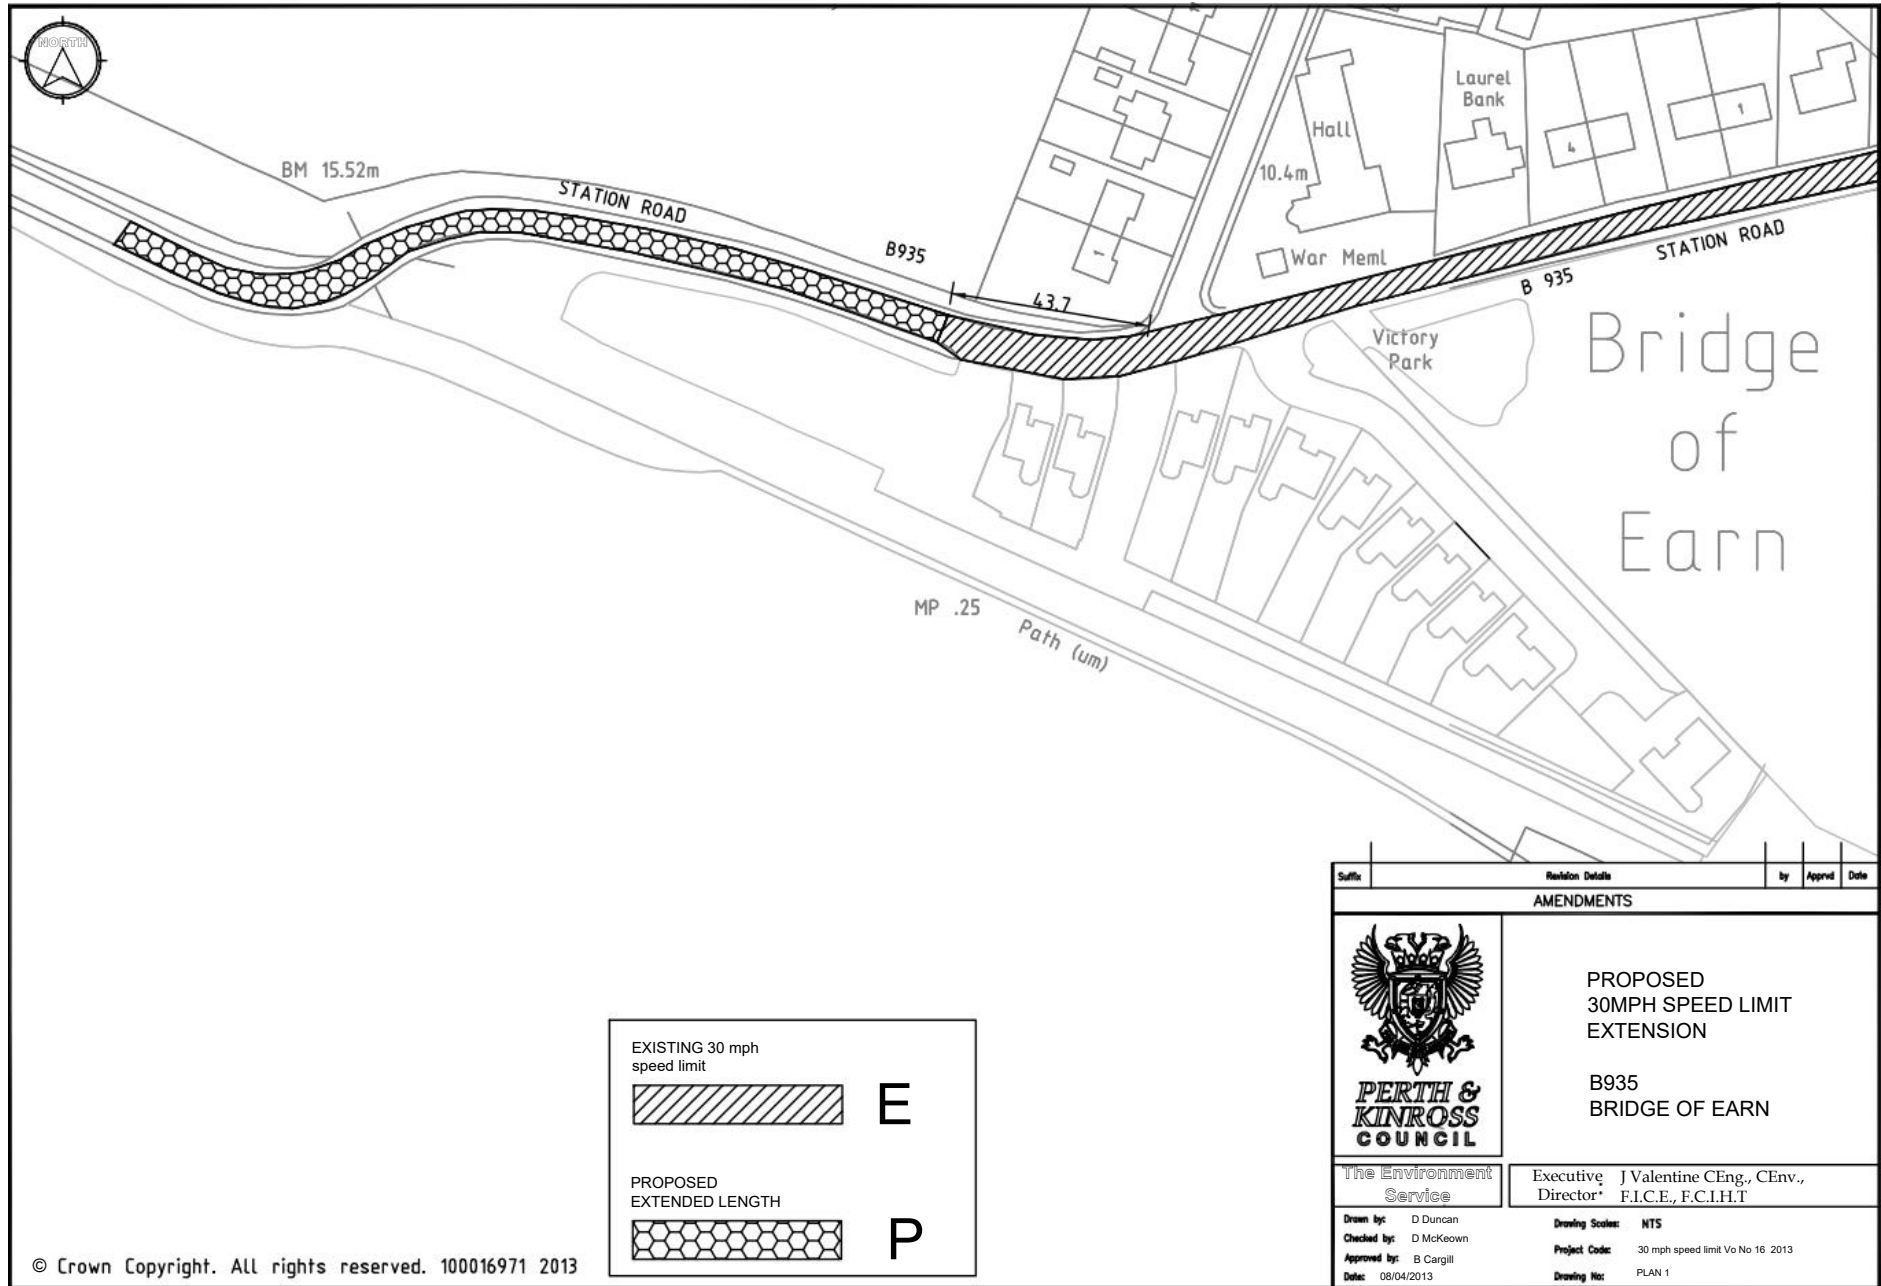 NORTH
BM 15.52m
STATION ROAD
B935
43.7
1
10.4m
Hall
War Meml
Laurel
Bank
4
1
STATION ROAD
B 935
Victory
Park
Bridge
of
Earn
MP .25
Path (um)
Suffix Revision Details by Apprvd Date
AMENDMENTS
PERTH &
KINROSS
COUNCIL
PROPOSED
30MPH SPEED LIMIT
EXTENSION
B935
BRIDGE OF EARN
The Environment
Service
Executive J Valentine CEng., CEnv.,
Director: F.I.C.E., F.C.I.H.T
Drawn by: D Duncan
Checked by: D McKeown
Approved by: B Cargill
Date: 08/04/2013
Drawing Scales: NTS
Project Code: 30 mph speed limit Vo No 16 2013
Drawing No: PLAN 1
EXISTING 30 mph
speed limit
E
PROPOSED
EXTENDED LENGTH
P
© Crown Copyright. All rights reserved. 100016971 2013